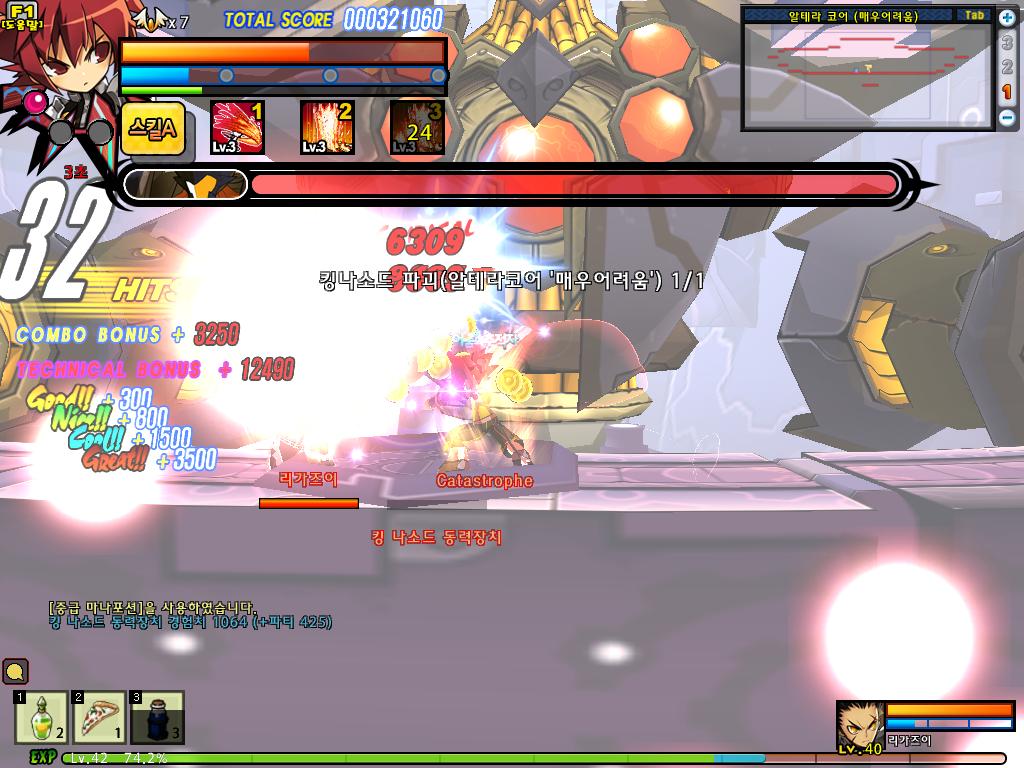 F1
[도움말]
x 7
TOTAL SCORE 000321060
알테라 코어 (매우어려움) Tab
3
2
1
스킬A
1
Lv.3
2
Lv.3
3
24
Lv.3
3초
32
HITS
6309
킹나소드 파괴(알테라코어 '매우어려움') 1/1
COMBO BONUS + 3250
TECHNICAL BONUS + 12490
Good!! + 300
Nice!! + 800
Cool!! + 1500
Great!! + 3500
리가즈이
Catastrophe
킹 나소드 동력장치
[중급 마나포션]을 사용하였습니다.
킹 나소드 동력장치 경험치 1064 (+파티 425)
1
2
2
1
3
3
Lv.40
리가즈이
EXP Lv.42 74.2%